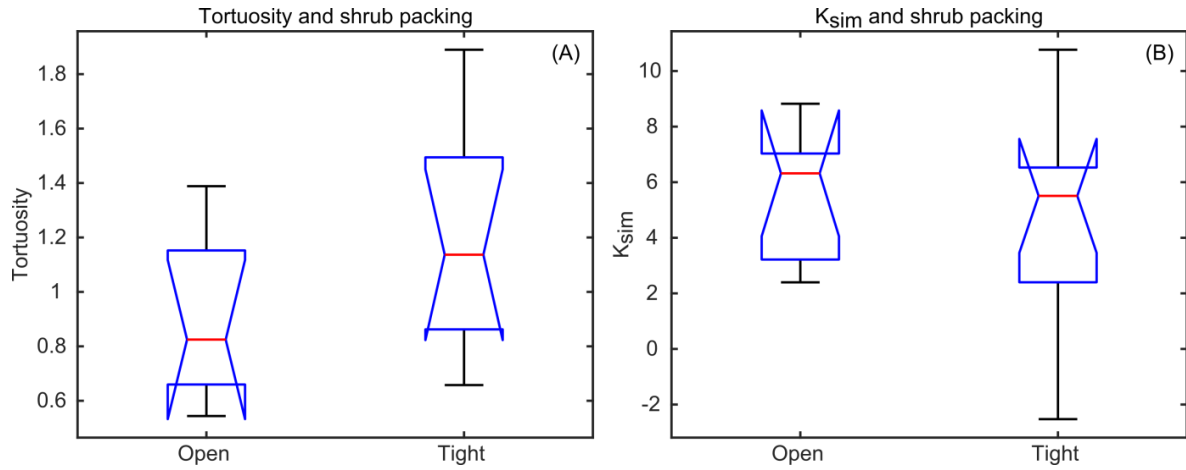 Tortuosity and shrub packing
(A)
Tortuosity
1.8
1.6
1.4
1.2
1
0.8
0.6
Open
Tight
Ksim and shrub packing
(B)
Ksim
10
8
6
4
2
0
-2
Open
Tight